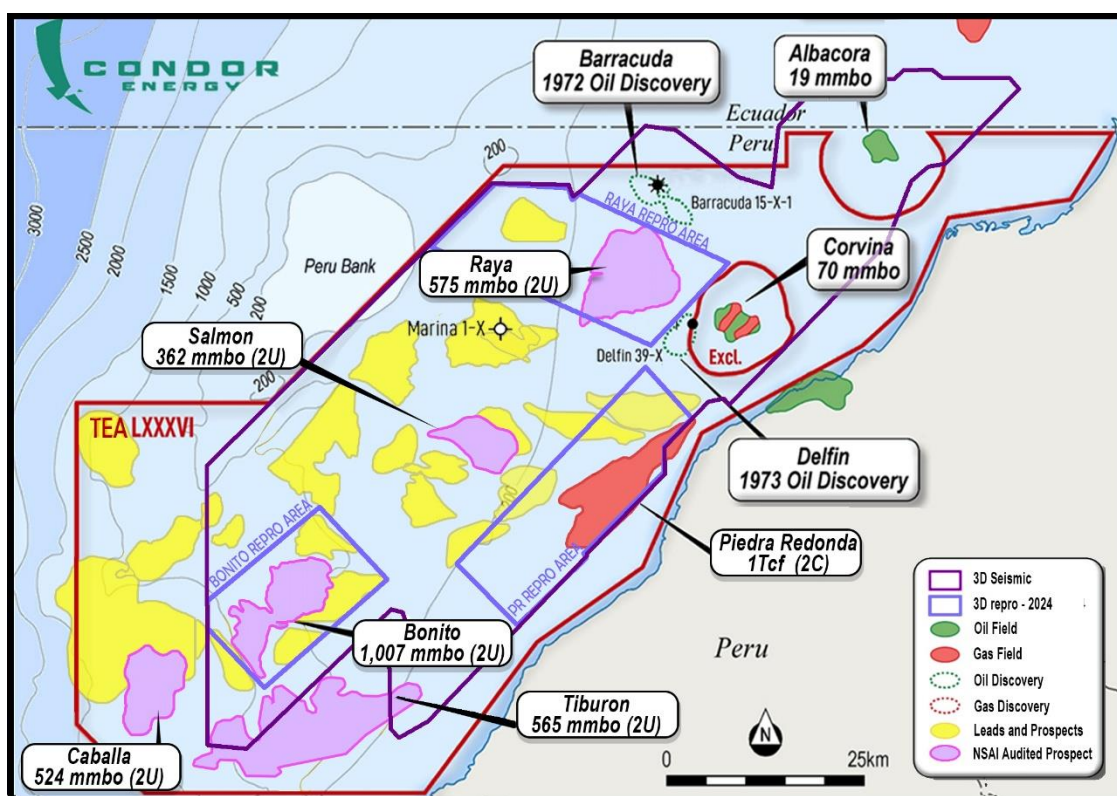 CONDOR
ENERGY
Barracuda
1972 Oil Discovery
Albacora
19 mmbo
Ecuador
Peru
200
Barracuda 15-X-1
RAYA REPRO AREA
3000
2500
2000
1500
1000
500
200
Peru Bank
Raya
575 mmbo (2U)
Corvina
70 mmbo
Salmon
362 mmbo (2U)
Marina 1-X
Delfin 39-X
Excl.
200
TEA LXXXVI
Delfin
1973 Oil Discovery
200
BONITO REPRO AREA
PR REPRO AREA
Piedra Redonda
1Tcf (2C)
Bonito
1,007 mmbo (2U)
Peru
Tiburon
565 mmbo (2U)
Caballa
524 mmbo (2U)
N
0
25km
3D Seismic
3D repro - 2024
Oil Field
Gas Field
Oil Discovery
Gas Discovery
Leads and Prospects
NSAI Audited Prospect